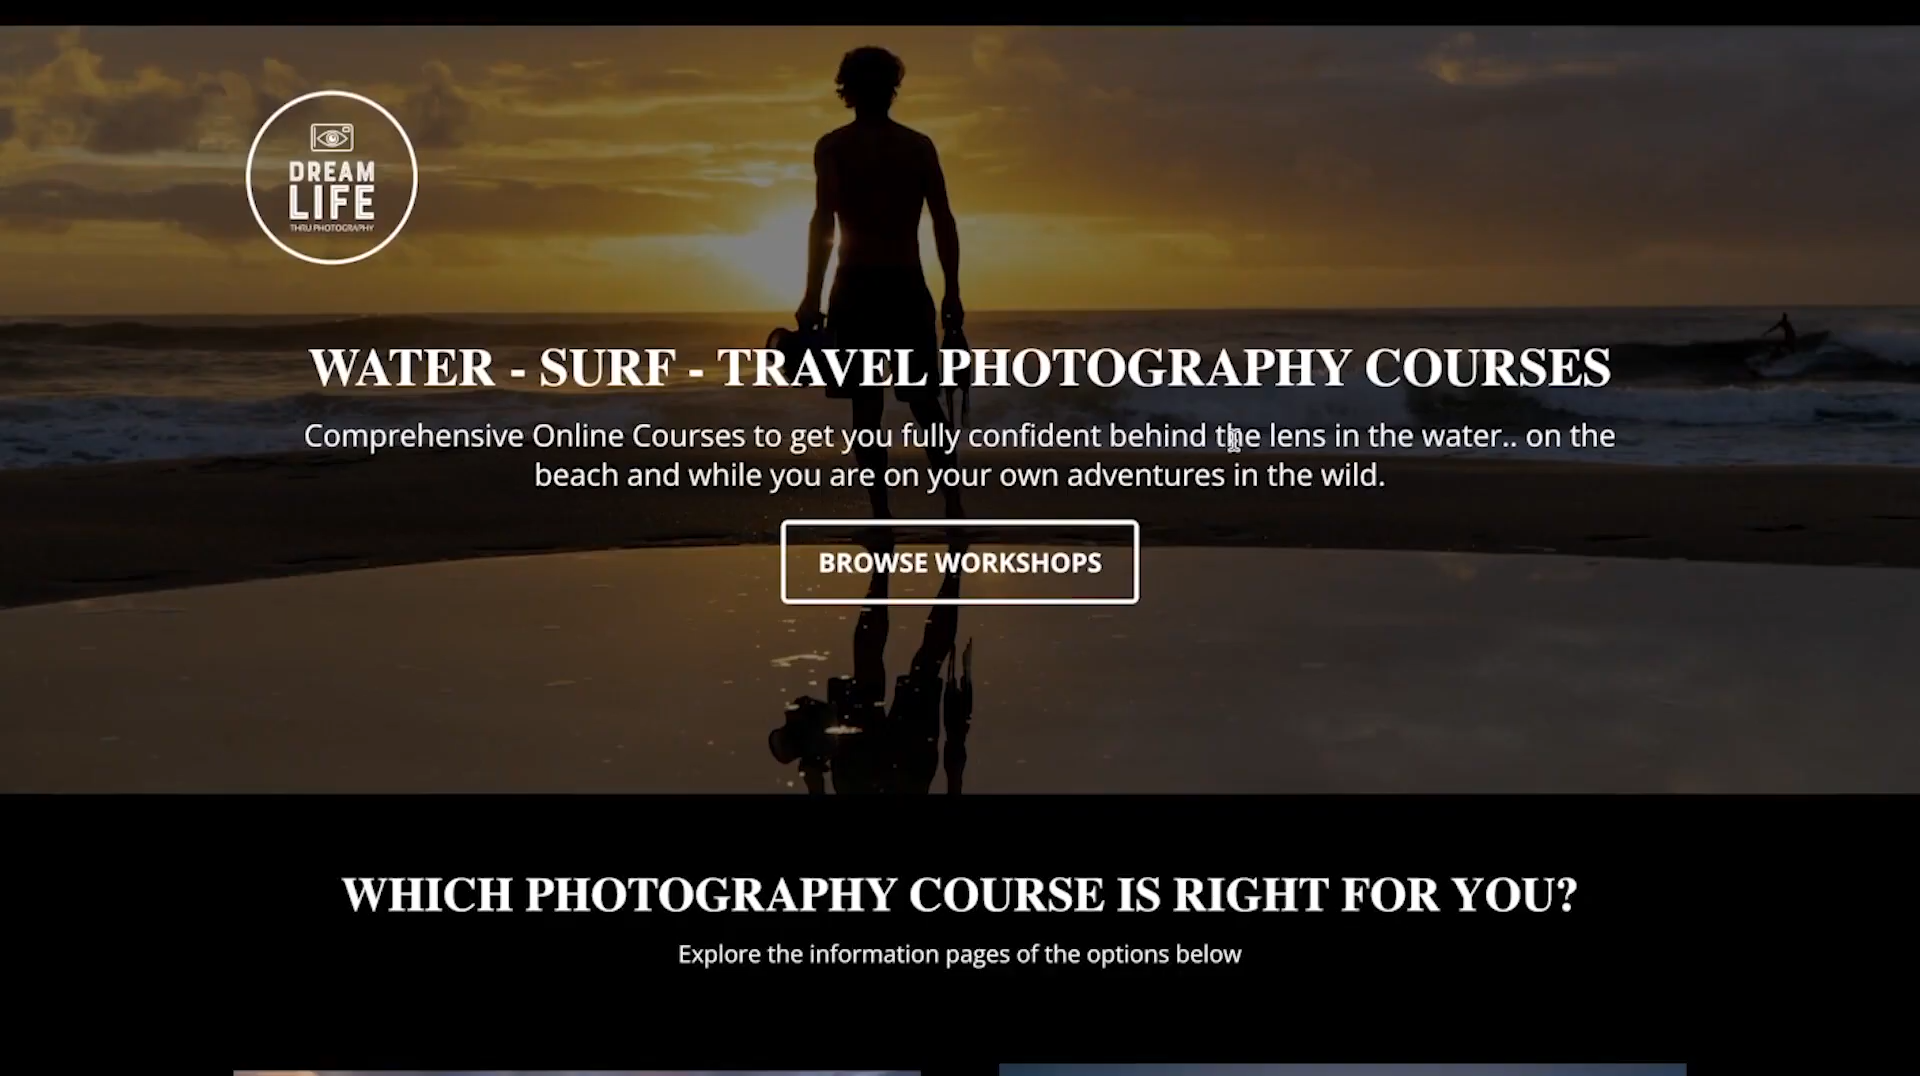 DREAM
LIFE
THRU PHOTOGRAPHY
WATER - SURF - TRAVEL PHOTOGRAPHY COURSES
Comprehensive Online Courses to get you fully confident behind the lens in the water.. on the
beach and while you are on your own adventures in the wild.
BROWSE WORKSHOPS
WHICH PHOTOGRAPHY COURSE IS RIGHT FOR YOU?
Explore the information pages of the options below